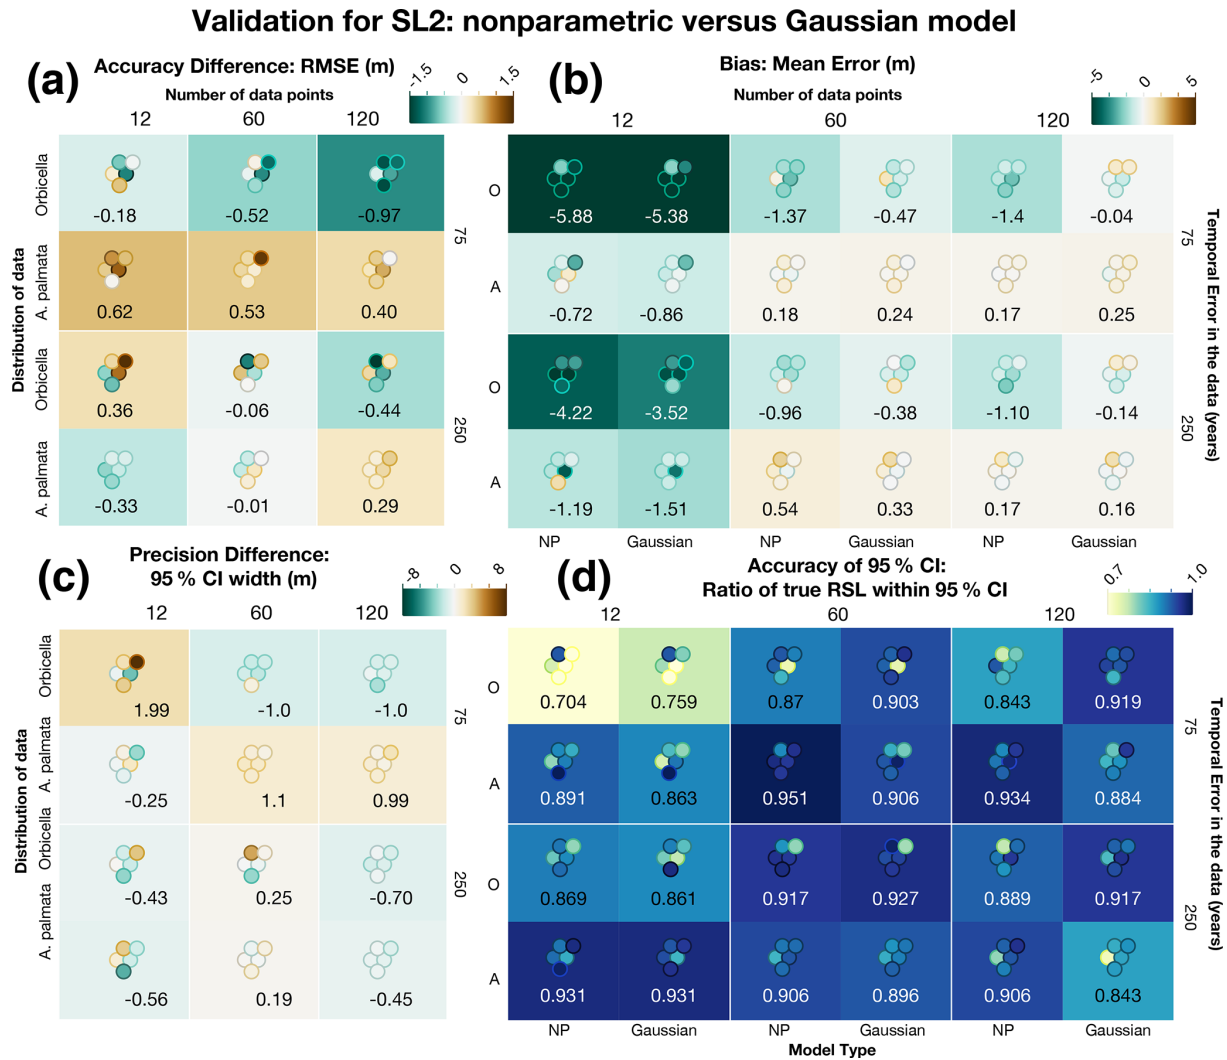 Validation for SL2: nonparametric versus Gaussian model
(a)
Accuracy Difference: RMSE (m)
-1.5 0 1.5
Number of data points
12 60 120
Distribution of data
Orbicella
-0.18 -0.52 -0.97
75
A. palmata
0.62 0.53 0.40
Orbicella
0.36 -0.06 -0.44
250
A. palmata
-0.33 -0.01 0.29
(b)
Bias: Mean Error (m)
-5 0 5
Number of data points
12 60 120
O
-5.88 -5.38 -1.37 -0.47 -1.4 -0.04
75
A
-0.72 -0.86 0.18 0.24 0.17 0.25
Temporal Error in the data (years)
O
-4.22 -3.52 -0.96 -0.38 -1.10 -0.14
250
A
-1.19 -1.51 0.54 0.33 0.17 0.16
NP Gaussian NP Gaussian NP Gaussian
(c)
Precision Difference:
95 % CI width (m)
-8 0 8
12 60 120
Distribution of data
Orbicella
1.99 -1.0 -1.0
75
A. palmata
-0.25 1.1 0.99
Orbicella
-0.43 0.25 -0.70
250
A. palmata
-0.56 0.19 -0.45
(d)
Accuracy of 95 % CI:
Ratio of true RSL within 95 % CI
0.7 1.0
12 60 120
O
0.704 0.759 0.87 0.903 0.843 0.919
75
A
0.891 0.863 0.951 0.906 0.934 0.884
Temporal Error in the data (years)
O
0.869 0.861 0.917 0.927 0.889 0.917
250
A
0.931 0.931 0.906 0.896 0.906 0.843
NP Gaussian NP Gaussian NP Gaussian
Model Type